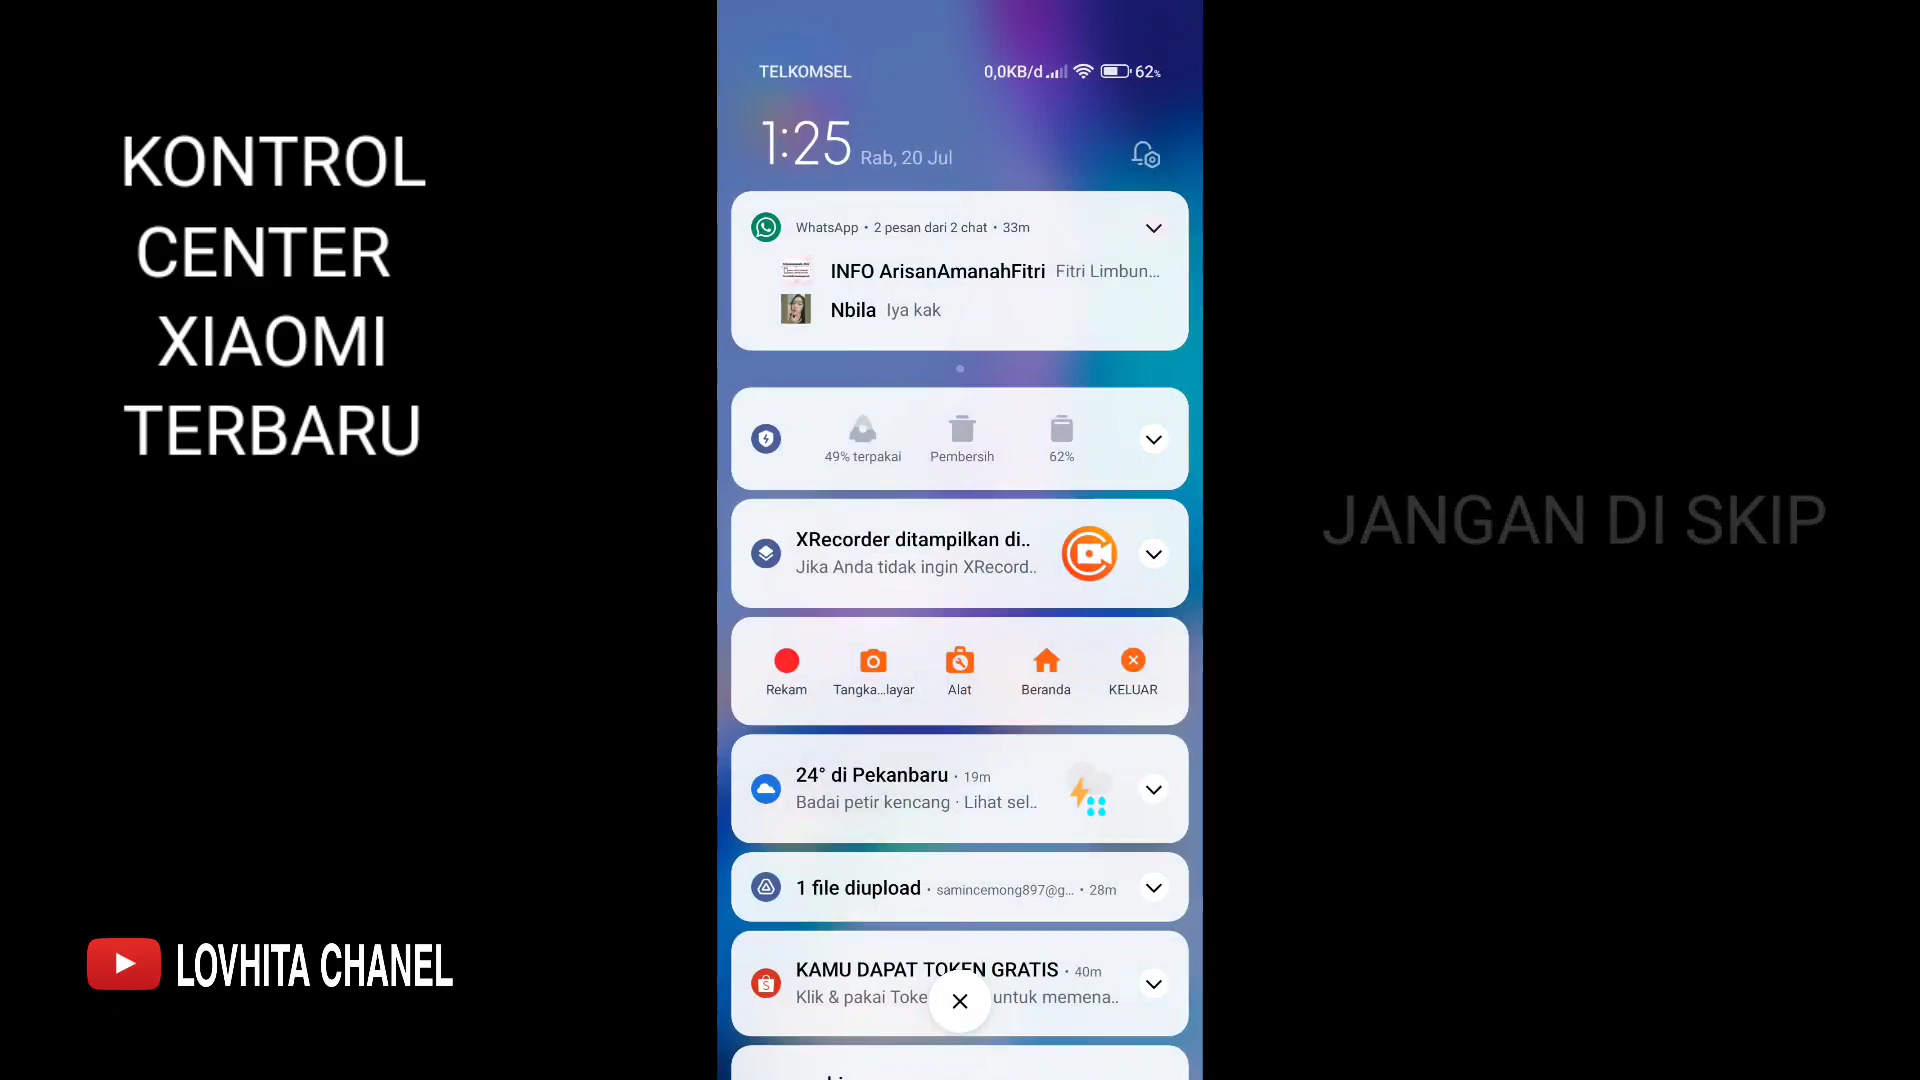 KONTROL
CENTER
XIAOMI
TERBARU
LOVHITA CHANEL
TELKOMSEL
0,0KB/d
62%
1:25 Rab, 20 Jul
WhatsApp • 2 pesan dari 2 chat • 33m
INFO ArisanAmanahFitri Fitri Limbun...
Nbila Iya kak
49% terpakai
Pembersih
62%
XRecorder ditampilkan di..
Jika Anda tidak ingin XRecord..
Rekam
Tangka...layar
Alat
Beranda
KELUAR
24° di Pekanbaru · 19m
Badai petir kencang · Lihat sel..
1 file diupload · samincemong897@g... • 28m
KAMU DAPAT TOKEN GRATIS · 40m
Klik & pakai Toke untuk memena..
JANGAN DI SKIP